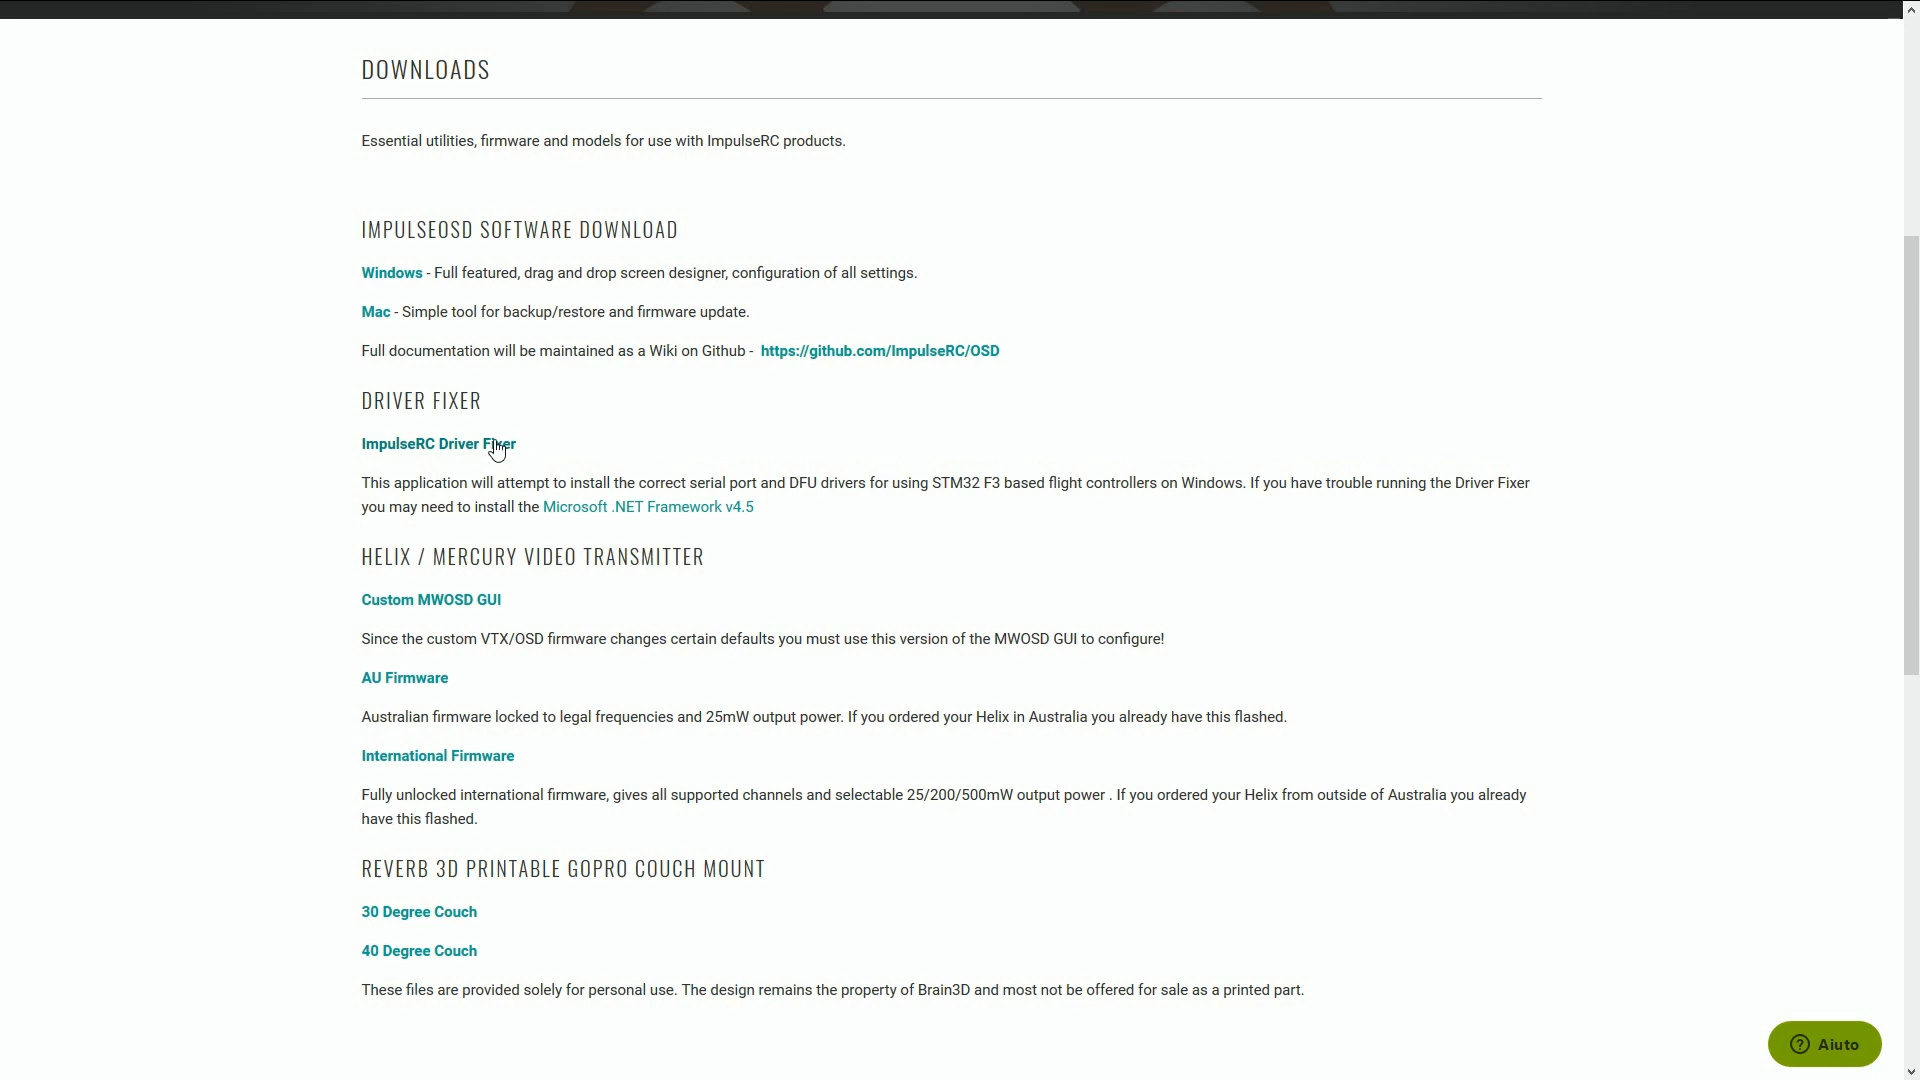 DOWNLOADS
Essential utilities, firmware and models for use with ImpulseRC products.
IMPULSEOSD SOFTWARE DOWNLOAD
Windows - Full featured, drag and drop screen designer, configuration of all settings.
Mac - Simple tool for backup/restore and firmware update.
Full documentation will be maintained as a Wiki on Github - https://github.com/ImpulseRC/OSD
DRIVER FIXER
ImpulseRC Driver Fixer
This application will attempt to install the correct serial port and DFU drivers for using STM32 F3 based flight controllers on Windows. If you have trouble running the Driver Fixer
you may need to install the Microsoft .NET Framework v4.5
HELIX / MERCURY VIDEO TRANSMITTER
Custom MWOSD GUI
Since the custom VTX/OSD firmware changes certain defaults you must use this version of the MWOSD GUI to configure!
AU Firmware
Australian firmware locked to legal frequencies and 25mW output power. If you ordered your Helix in Australia you already have this flashed.
International Firmware
Fully unlocked international firmware, gives all supported channels and selectable 25/200/500mW output power . If you ordered your Helix from outside of Australia you already
have this flashed.
REVERB 3D PRINTABLE GOPRO COUCH MOUNT
30 Degree Couch
40 Degree Couch
These files are provided solely for personal use. The design remains the property of Brain3D and most not be offered for sale as a printed part.
Aiuto